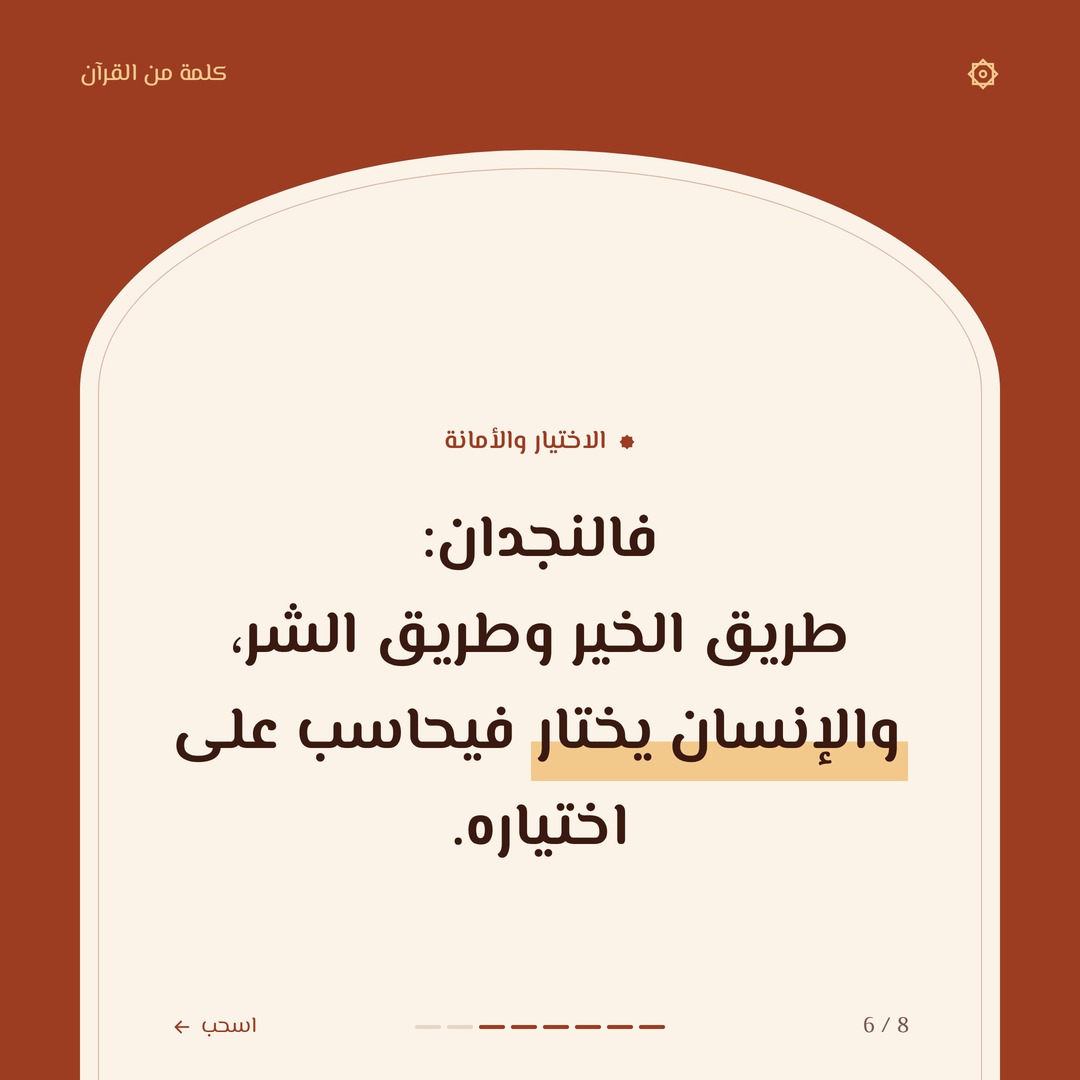 كلمة من القرآن
الاختيار والأمانة
فالنجدان:
طريق الخير وطريق الشر،
والإنسان يختار فيحاسب على
اختياره.
6 / 8
اسحب ←